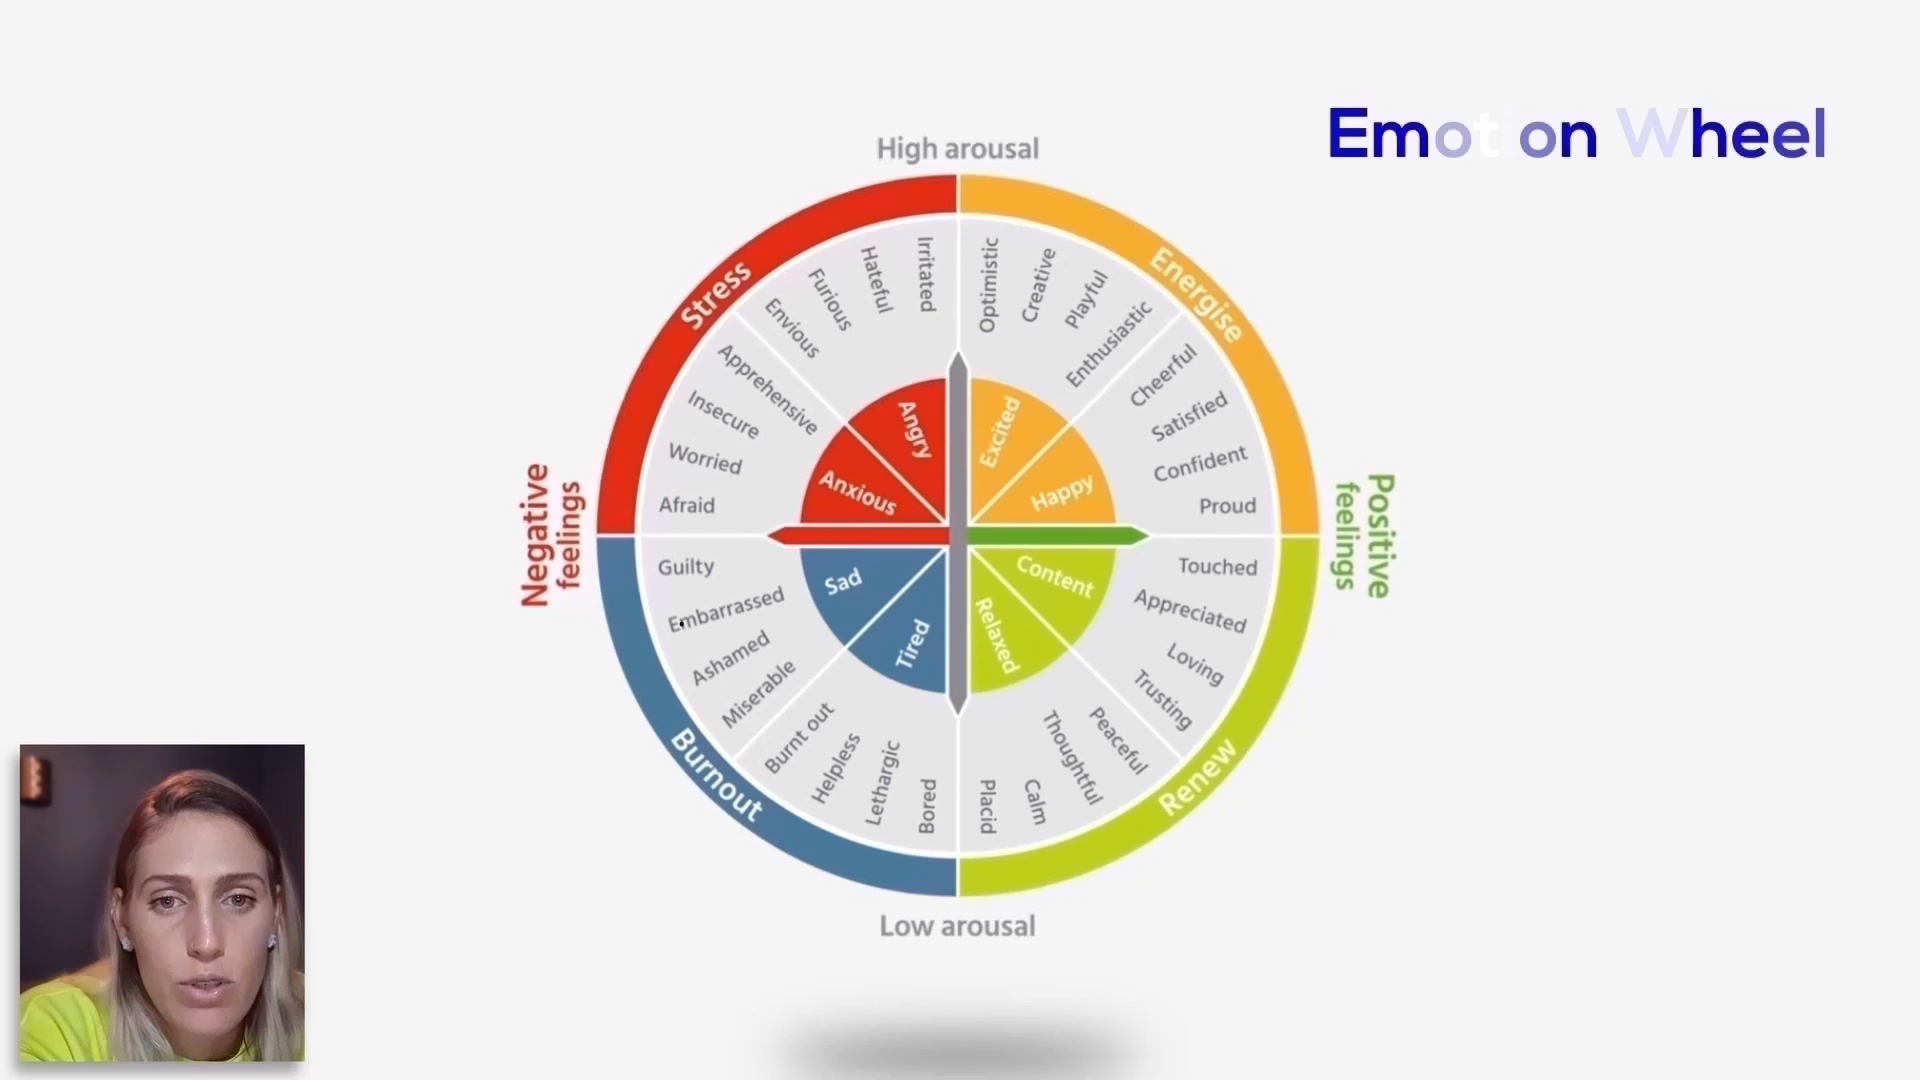 Emotion Wheel
High arousal
Stress
Energise
Negative
feelings
Positive
feelings
Irritated
Hateful
Furious
Envious
Apprehensive
Insecure
Worried
Afraid
Optimistic
Creative
Playful
Enthusiastic
Cheerful
Satisfied
Confident
Proud
Angry
Anxious
Excited
Happy
Sad
Tired
Content
Relaxed
Guilty
Embarrassed
Ashamed
Miserable
Burnt out
Helpless
Lethargic
Bored
Touched
Appreciated
Loving
Trusting
Peaceful
Thoughtful
Calm
Placid
Burnout
Renew
Low arousal